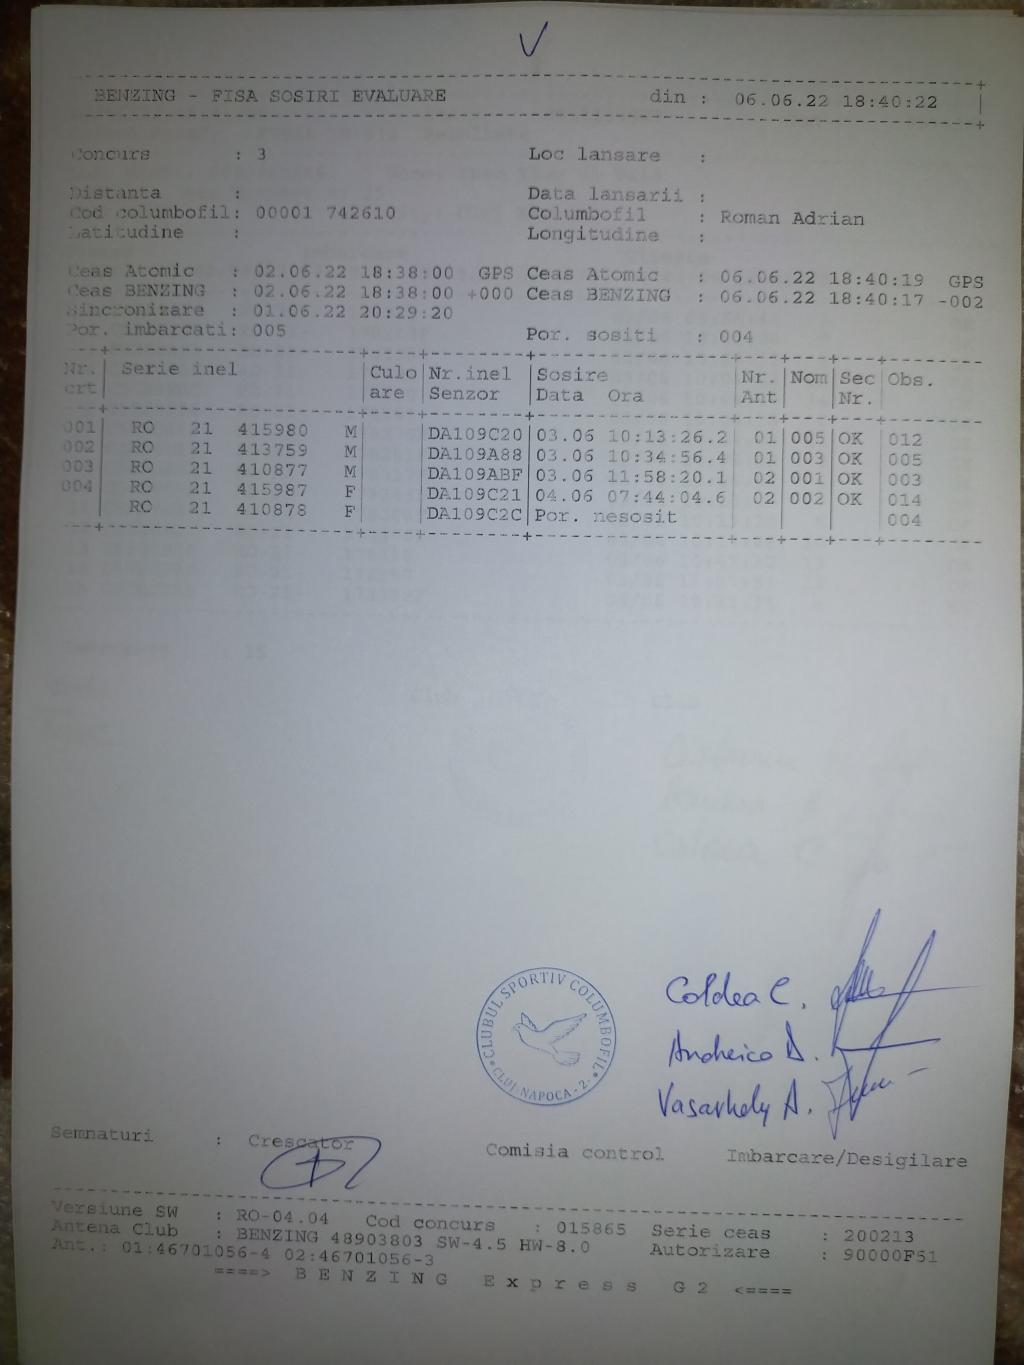 BENZING - FISA SOSIRI EVALUARE din : 06.06.22 18:40:22
Concurs : 3 Loc lansare :
Distanta : Data lansarii :
Cod columbofil: 00001 742610 Columbofil : Roman Adrian
Latitudine : Longitudine :
Ceas Atomic : 02.06.22 18:38:00 GPS Ceas Atomic : 06.06.22 18:40:19 GPS
Ceas BENZING : 02.06.22 18:38:00 +000 Ceas BENZING : 06.06.22 18:40:17 -002
Sincronizare : 01.06.22 20:29:20
Por. imbarcati: 005 Por. sositi : 004
Nr. Serie inel Culo Nr.inel Sosire Nr. Nom Sec Obs.
crt are Senzor Data Ora Ant Nr.
001 RO 21 415980 M DA109C20 03.06 10:13:26.2 01 005 OK 012
002 RO 21 413759 M DA109A88 03.06 10:34:56.4 01 003 OK 005
003 RO 21 410877 M DA109ABF 03.06 11:58:20.1 02 001 OK 003
004 RO 21 415987 F DA109C21 04.06 07:44:04.6 02 002 OK 014
RO 21 410878 F DA109C2C Por. nesosit 004
CLUBUL SPORTIV COLUMBOFIL
CLUJ-NAPOCA-2-
Coldea C.
Andreico D.
Vasarhely A.
Semnaturi : Crescator Comisia control Imbarcare/Desigilare
Versiune SW : RO-04.04 Cod concurs : 015865 Serie ceas : 200213
Antena Club : BENZING 48903803 SW-4.5 HW-8.0 Autorizare : 90000F51
Ant.: 01:46701056-4 02:46701056-3
====> B E N Z I N G E x p r e s s G 2 <====